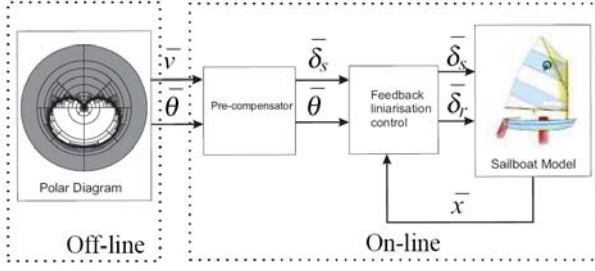 v̄
θ̄
Polar Diagram
Off-line
Pre-compensator
δ̄s
θ̄
Feedback
liniarisation
control
δ̄s
δ̄r
Sailboat Model
x̄
On-line